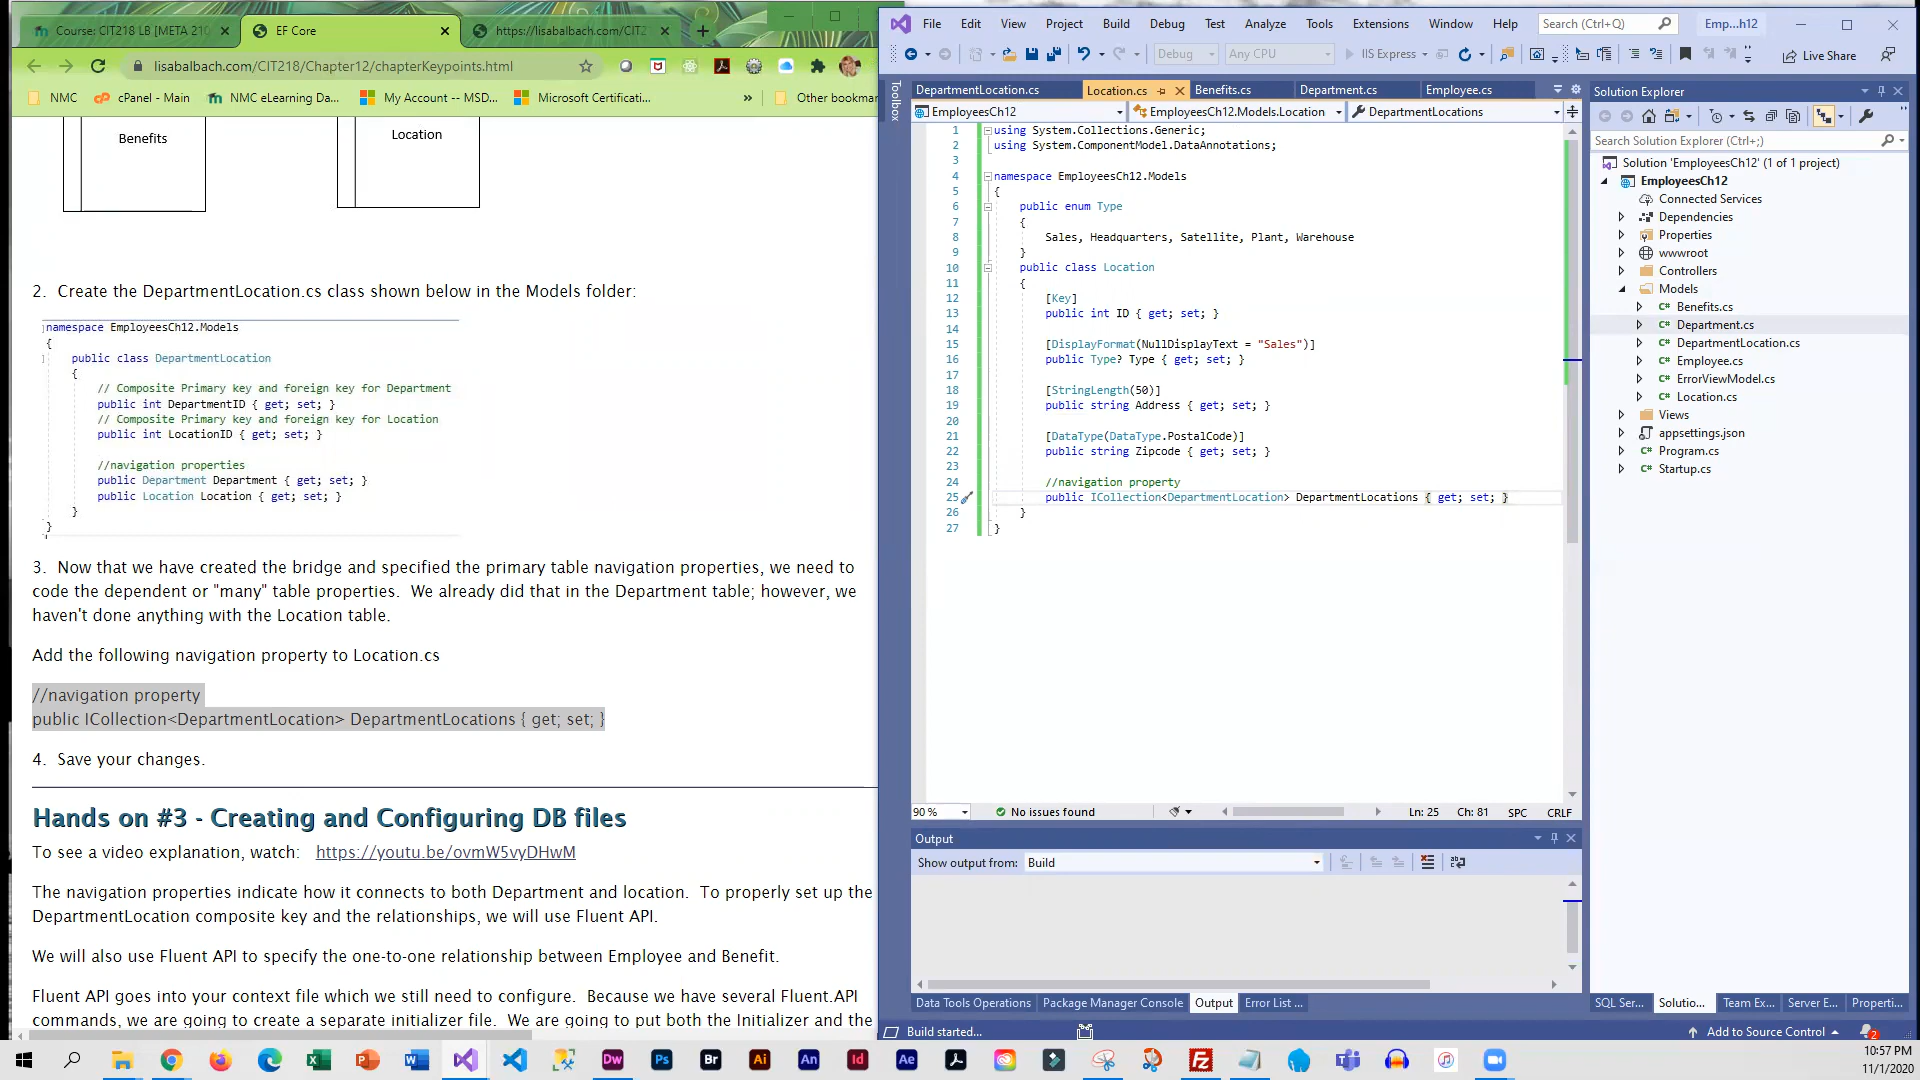 Course: CIT218 LB [META 210
EF Core
https://lisabalbach.com/CIT2
lisabalbach.com/CIT218/Chapter12/chapterKeypoints.html
NMC
cPanel - Main
NMC eLearning Da...
My Account -- MSD...
Microsoft Certificati...
»
Other bookmar
Benefits
Location
2. Create the DepartmentLocation.cs class shown below in the Models folder:
namespace EmployeesCh12.Models
{
public class DepartmentLocation
{
// Composite Primary key and foreign key for Department
public int DepartmentID { get; set; }
// Composite Primary key and foreign key for Location
public int LocationID { get; set; }
//navigation properties
public Department Department { get; set; }
public Location Location { get; set; }
}
}
3. Now that we have created the bridge and specified the primary table navigation properties, we need to
code the dependent or "many" table properties. We already did that in the Department table; however, we
haven't done anything with the Location table.
Add the following navigation property to Location.cs
//navigation property
public ICollection<DepartmentLocation> DepartmentLocations { get; set; }
4. Save your changes.
Hands on #3 - Creating and Configuring DB files
To see a video explanation, watch: https://youtu.be/ovmW5vyDHwM
The navigation properties indicate how it connects to both Department and location. To properly set up the
DepartmentLocation composite key and the relationships, we will use Fluent API.
We will also use Fluent API to specify the one-to-one relationship between Employee and Benefit.
Fluent API goes into your context file which we still need to configure. Because we have several Fluent.API
commands, we are going to create a separate initializer file. We are going to put both the Initializer and the
File Edit View Project Build Debug Test Analyze Tools Extensions Window Help
Search (Ctrl+Q)
Emp...h12
Debug
Any CPU
IIS Express
Live Share
Toolbox
DepartmentLocation.cs
Location.cs
Benefits.cs
Department.cs
Employee.cs
EmployeesCh12
EmployeesCh12.Models.Location
DepartmentLocations
1 using System.Collections.Generic;
2 using System.ComponentModel.DataAnnotations;
3
4 namespace EmployeesCh12.Models
5 {
6 public enum Type
7 {
8 Sales, Headquarters, Satellite, Plant, Warehouse
9 }
10 public class Location
11 {
12 [Key]
13 public int ID { get; set; }
14
15 [DisplayFormat(NullDisplayText = "Sales")]
16 public Type? Type { get; set; }
17
18 [StringLength(50)]
19 public string Address { get; set; }
20
21 [DataType(DataType.PostalCode)]
22 public string Zipcode { get; set; }
23
24 //navigation property
25 public ICollection<DepartmentLocation> DepartmentLocations { get; set; }
26 }
27 }
90 %
No issues found
Ln: 25 Ch: 81 SPC CRLF
Output
Show output from: Build
Data Tools Operations
Package Manager Console
Output
Error List ...
Build started...
Solution Explorer
Search Solution Explorer (Ctrl+;)
Solution 'EmployeesCh12' (1 of 1 project)
EmployeesCh12
Connected Services
Dependencies
Properties
wwwroot
Controllers
Models
C# Benefits.cs
C# Department.cs
C# DepartmentLocation.cs
C# Employee.cs
C# ErrorViewModel.cs
C# Location.cs
Views
appsettings.json
C# Program.cs
C# Startup.cs
SQL Ser...
Solutio...
Team Ex...
Server E...
Properti...
Add to Source Control
2
Dw
Ps
Br
Ai
An
Id
Ae
10:57 PM
11/1/2020